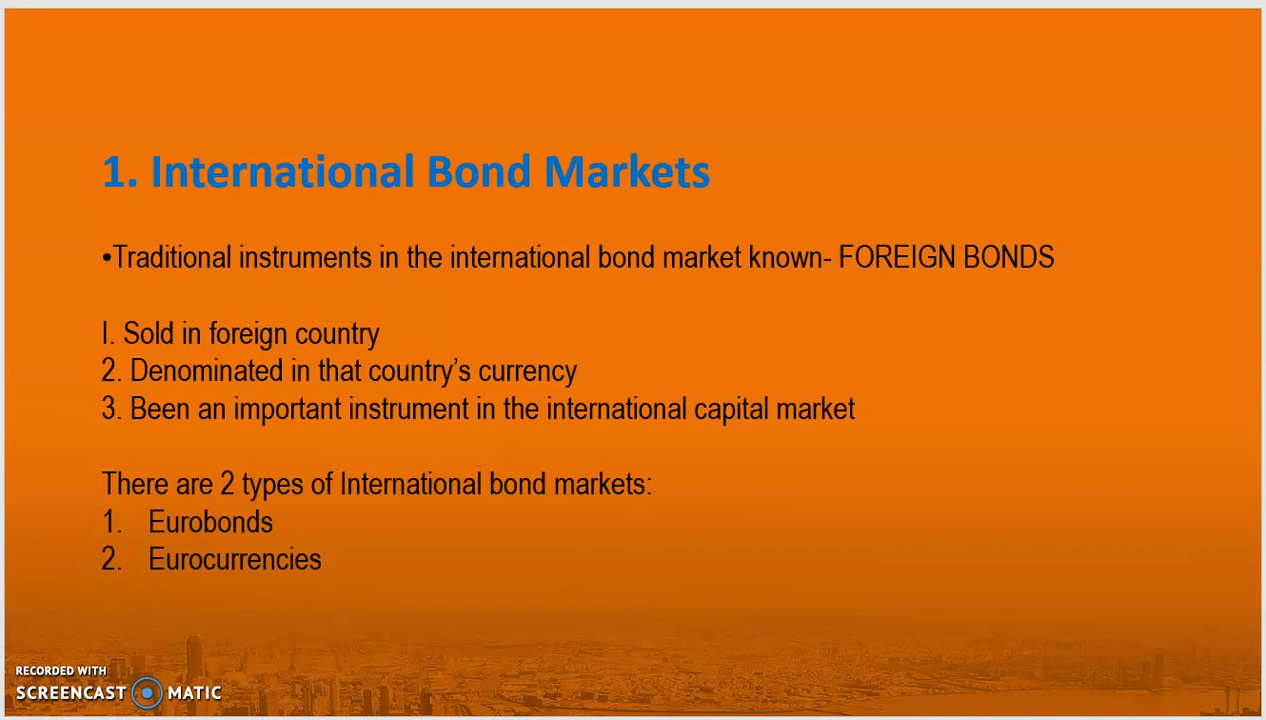 1. International Bond Markets
•Traditional instruments in the international bond market known- FOREIGN BONDS
I. Sold in foreign country
2. Denominated in that country’s currency
3. Been an important instrument in the international capital market
There are 2 types of International bond markets:
1. Eurobonds
2. Eurocurrencies
RECORDED WITH
SCREENCAST MATIC